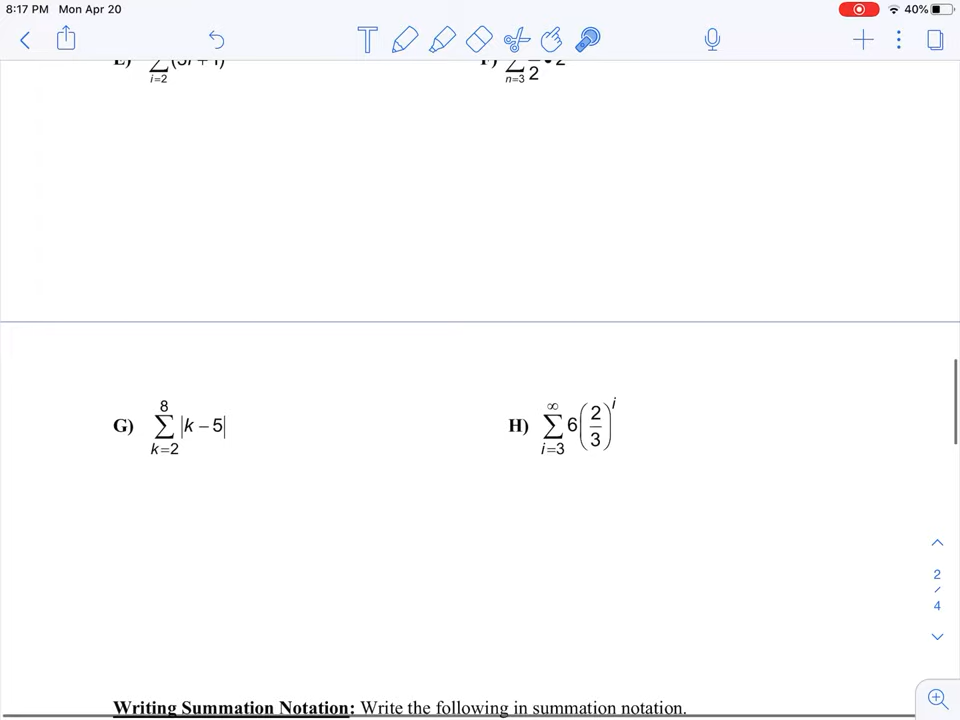 8:17 PM Mon Apr 20 40%
i=2
n=3 2
G) 8 ∑ k=2 |k – 5|
H) ∞ ∑ i=3 6(2/3)^i
2
/
4
Writing Summation Notation: Write the following in summation notation.